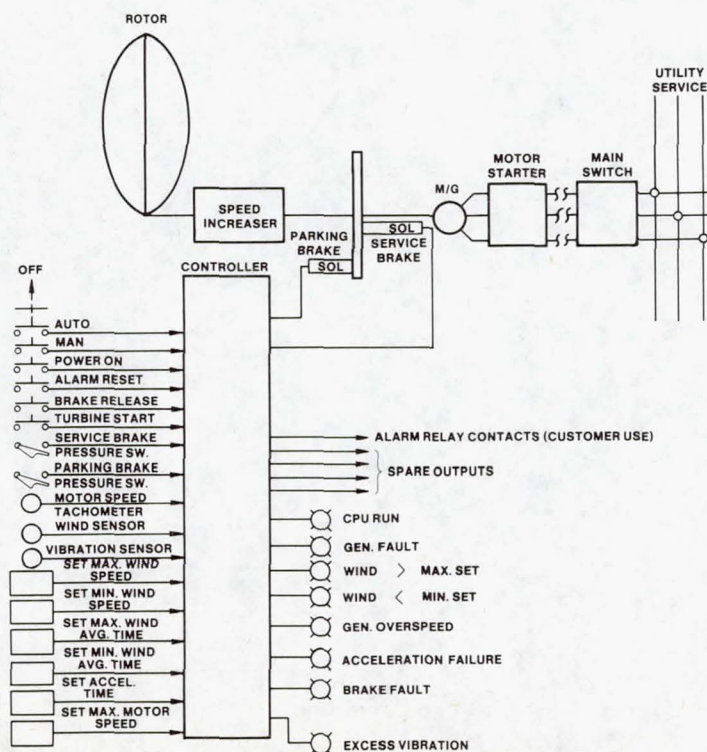 ROTOR
UTILITY
SERVICE
MOTOR
STARTER
MAIN
SWITCH
M/G
SPEED
INCREASER
PARKING
BRAKE
SOL
SOL
SERVICE
BRAKE
CONTROLLER
OFF
AUTO
MAN
POWER ON
ALARM RESET
BRAKE RELEASE
TURBINE START
SERVICE BRAKE
PRESSURE SW.
PARKING BRAKE
PRESSURE SW.
MOTOR SPEED
TACHOMETER
WIND SENSOR
VIBRATION SENSOR
SET MAX. WIND
SPEED
SET MIN. WIND
SPEED
SET MAX. WIND
AVG. TIME
SET MIN. WIND
AVG. TIME
SET ACCEL.
TIME
SET MAX. MOTOR
SPEED
ALARM RELAY CONTACTS (CUSTOMER USE)
SPARE OUTPUTS
CPU RUN
GEN. FAULT
WIND > MAX. SET
WIND < MIN. SET
GEN. OVERSPEED
ACCELERATION FAILURE
BRAKE FAULT
EXCESS VIBRATION